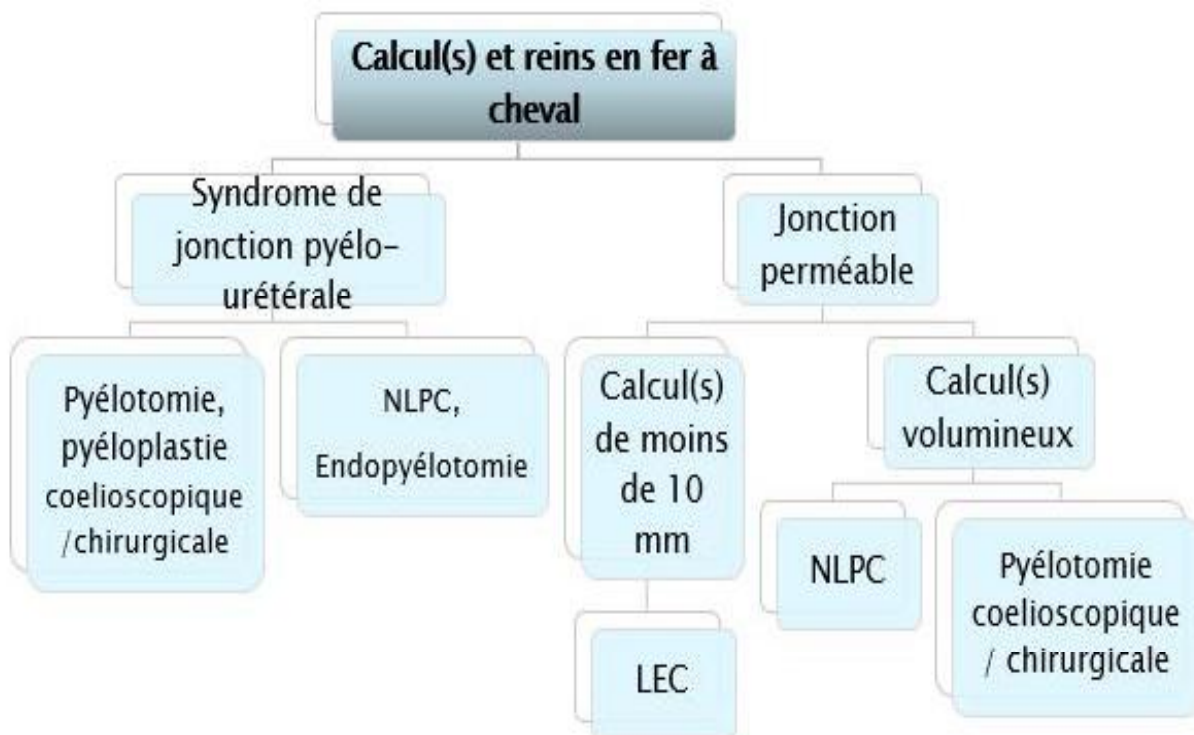 Calcul(s) et reins en fer à
cheval
Syndrome de
jonction pyélo-
urétérale
Jonction
perméable
Pyélotomie,
pyéloplastie
coelioscopique
/chirurgicale
NLPC,
Endopyélotomie
Calcul(s)
de moins
de 10
mm
Calcul(s)
volumineux
LEC
NLPC
Pyélotomie
coelioscopique
/ chirurgicale